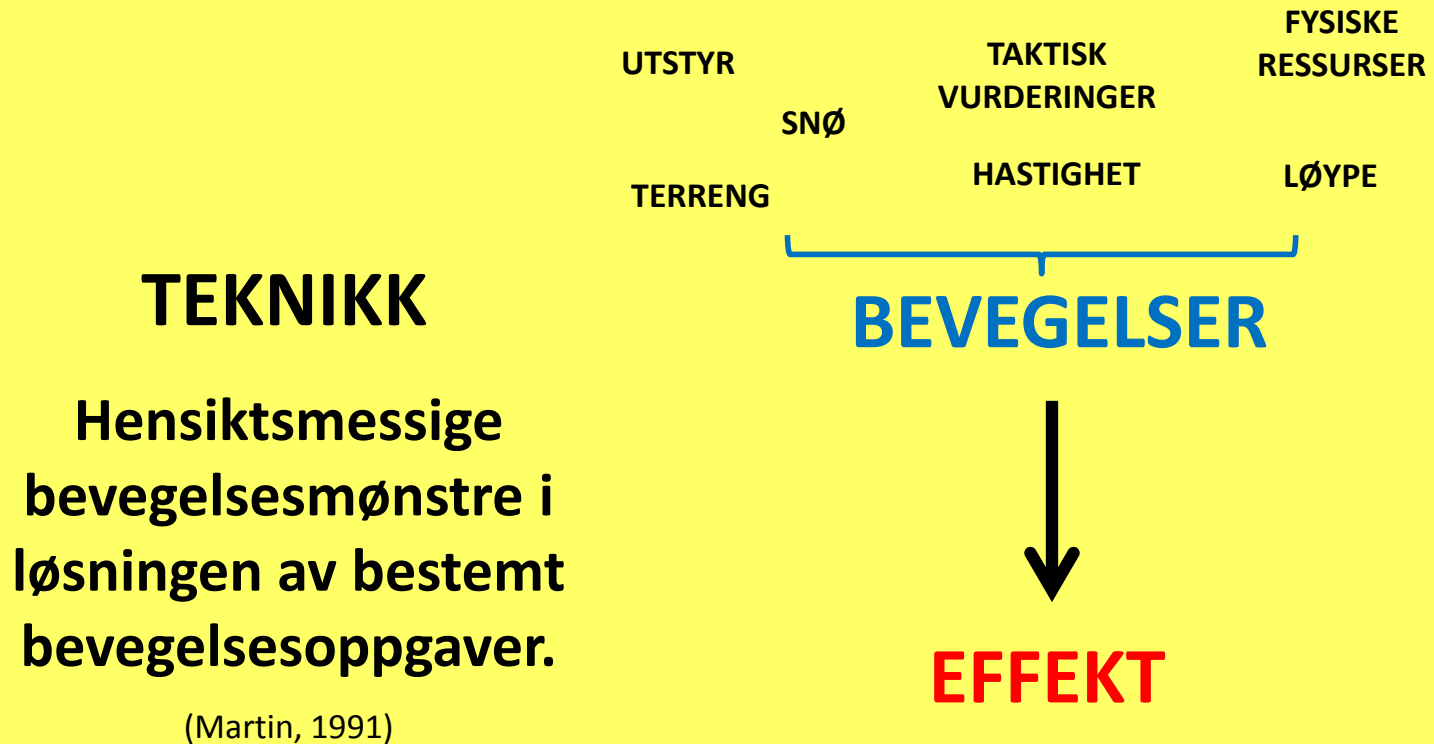 UTSTYR
SNØ
TERRENG
TAKTISK
VURDERINGER
HASTIGHET
FYSISKE
RESSURSER
LØYPE
TEKNIKK
Hensiktsmessige
bevegelsesmønstre i
løsningen av bestemt
bevegelsesoppgaver.
(Martin, 1991)
BEVEGELSER
EFFEKT